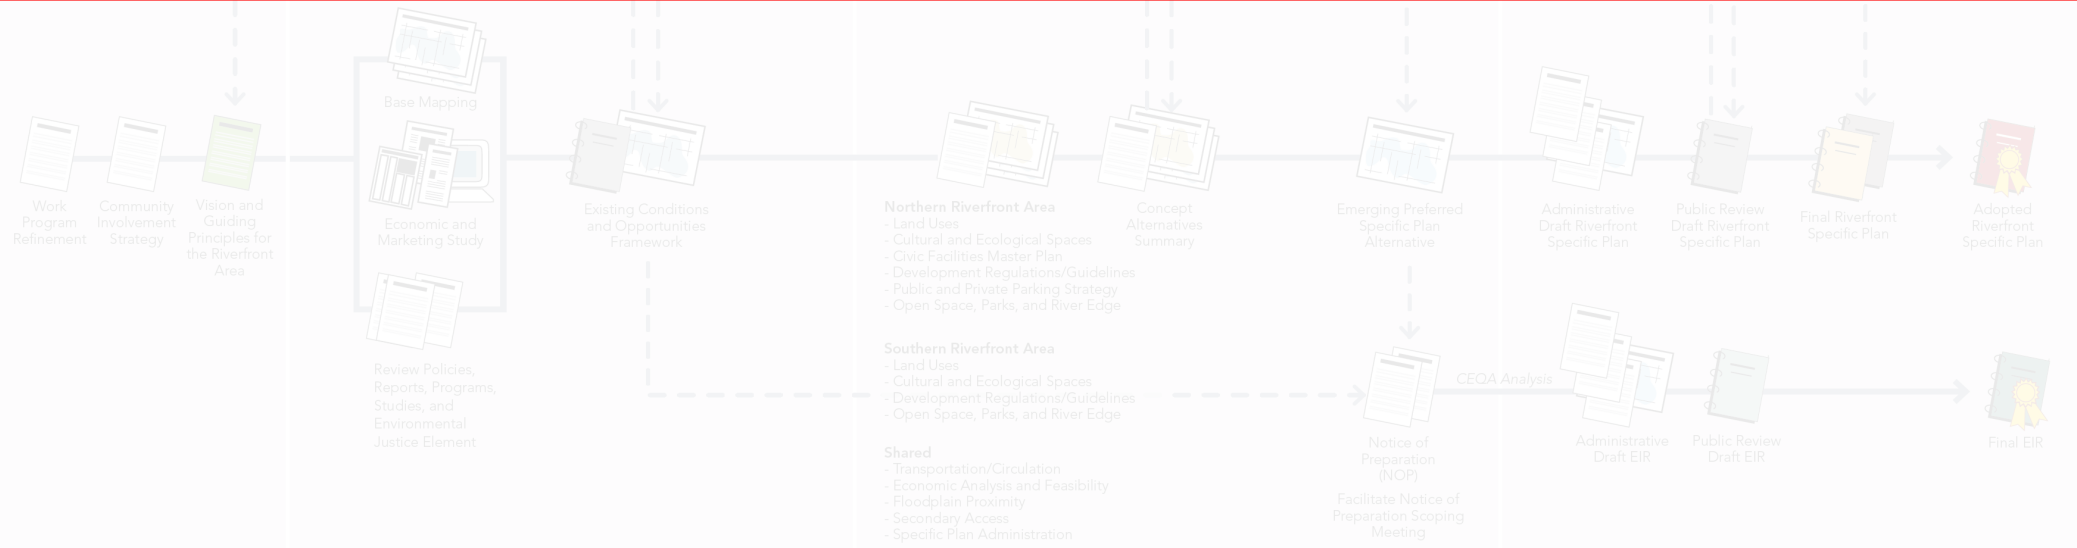 Work
Program
Refinement
Community
Involvement
Strategy
Vision and
Guiding
Principles for
the Riverfront
Area
Base Mapping
Economic and
Marketing Study
Review Policies,
Reports, Programs,
Studies, and
Environmental
Justice Element
Existing Conditions
and Opportunities
Framework
Northern Riverfront Area
- Land Uses
- Cultural and Ecological Spaces
- Civic Facilities Master Plan
- Development Regulations/Guidelines
- Public and Private Parking Strategy
- Open Space, Parks, and River Edge
Southern Riverfront Area
- Land Uses
- Cultural and Ecological Spaces
- Development Regulations/Guidelines
- Open Space, Parks, and River Edge
Shared
- Transportation/Circulation
- Economic Analysis and Feasibility
- Floodplain Proximity
- Secondary Access
- Specific Plan Administration
Concept
Alternatives
Summary
Emerging Preferred
Specific Plan
Alternative
Notice of
Preparation
(NOP)
Facilitate Notice of
Preparation Scoping
Meeting
CEQA Analysis
Administrative
Draft Riverfront
Specific Plan
Public Review
Draft Riverfront
Specific Plan
Final Riverfront
Specific Plan
Adopted
Riverfront
Specific Plan
Administrative
Draft EIR
Public Review
Draft EIR
Final EIR